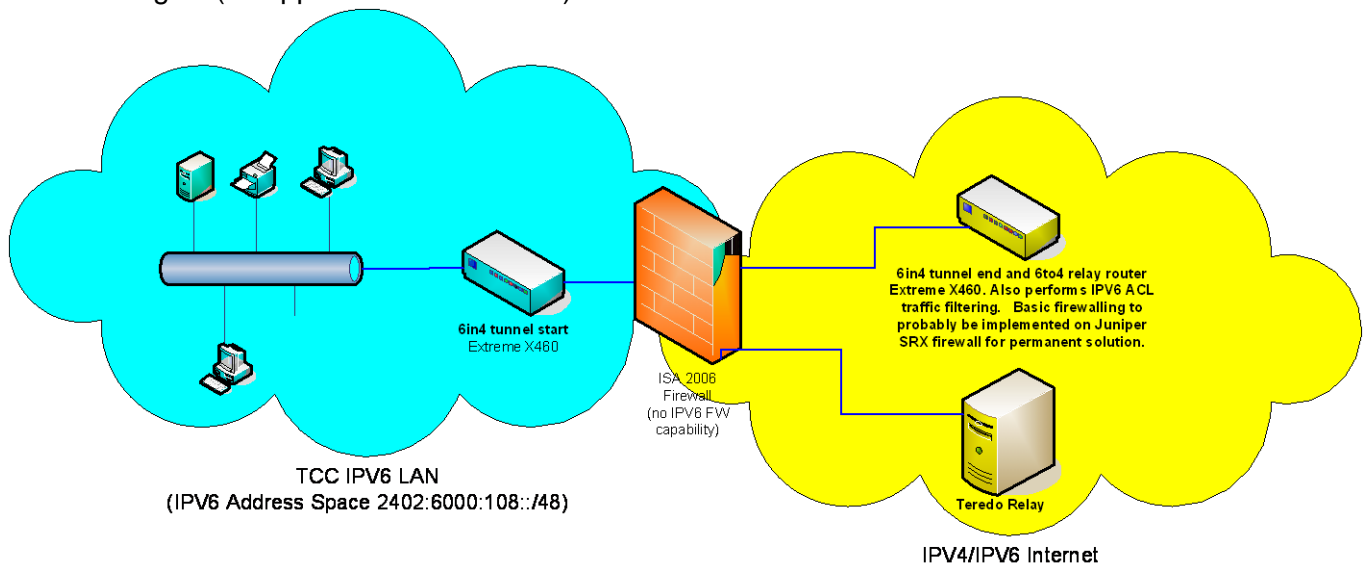 6in4 tunnel start
Extreme X460
ISA 2006
Firewall
(no IPV6 FW
capability)
6in4 tunnel end and 6to4 relay router
Extreme X460. Also performs IPV6 ACL
traffic filtering. Basic firewalling to
probably be implemented on Juniper
SRX firewall for permanent solution.
Teredo Relay
TCC IPV6 LAN
(IPV6 Address Space 2402:6000:108::/48)
IPV4/IPV6 Internet